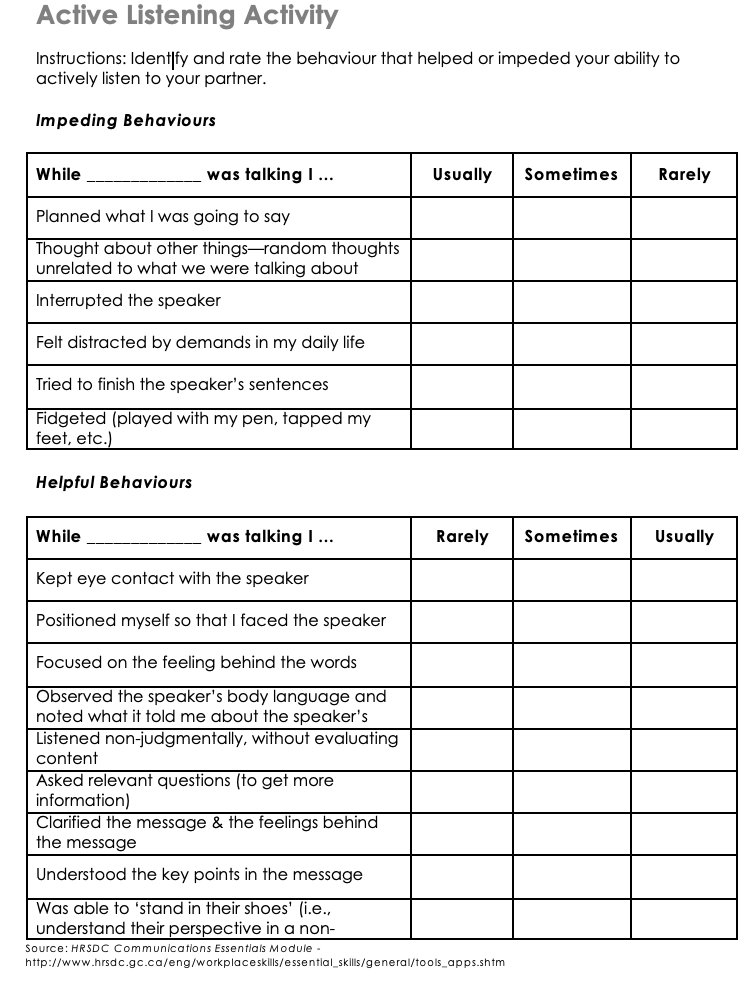 Active Listening Activity
Instructions: Identify and rate the behaviour that helped or impeded your ability to
actively listen to your partner.
Impeding Behaviours
While _____________ was talking I ... Usually Sometimes Rarely
Planned what I was going to say
Thought about other things—random thoughts
unrelated to what we were talking about
Interrupted the speaker
Felt distracted by demands in my daily life
Tried to finish the speaker’s sentences
Fidgeted (played with my pen, tapped my
feet, etc.)
Helpful Behaviours
While _____________ was talking I ... Rarely Sometimes Usually
Kept eye contact with the speaker
Positioned myself so that I faced the speaker
Focused on the feeling behind the words
Observed the speaker’s body language and
noted what it told me about the speaker’s
Listened non-judgmentally, without evaluating
content
Asked relevant questions (to get more
information)
Clarified the message & the feelings behind
the message
Understood the key points in the message
Was able to ‘stand in their shoes’ (i.e.,
understand their perspective in a non-
Source: HRSDC Communications Essentials Module -
http://www.hrsdc.gc.ca/eng/workplaceskills/essential_skills/general/tools_apps.shtm